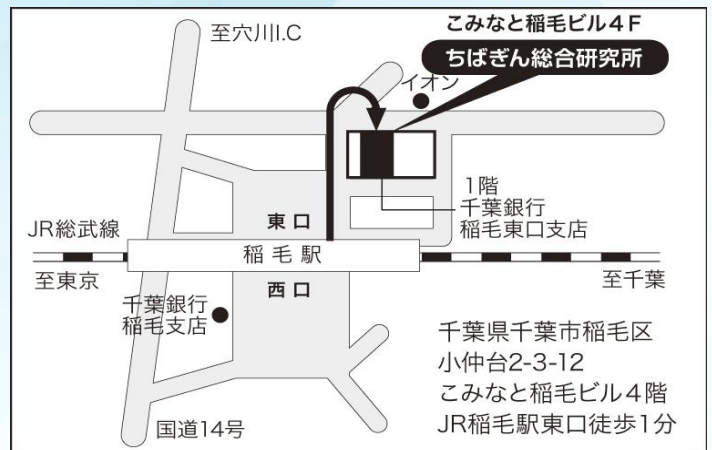 こみなと稲毛ビル4F
ちばぎん総合研究所
至穴川I.C
イオン
1階
千葉銀行
稲毛東口支店
東口
JR総武線
稲毛駅
至東京
至千葉
西口
千葉銀行
稲毛支店
国道14号
千葉県千葉市稲毛区
小仲台2-3-12
こみなと稲毛ビル4階
JR稲毛駅東口徒歩1分